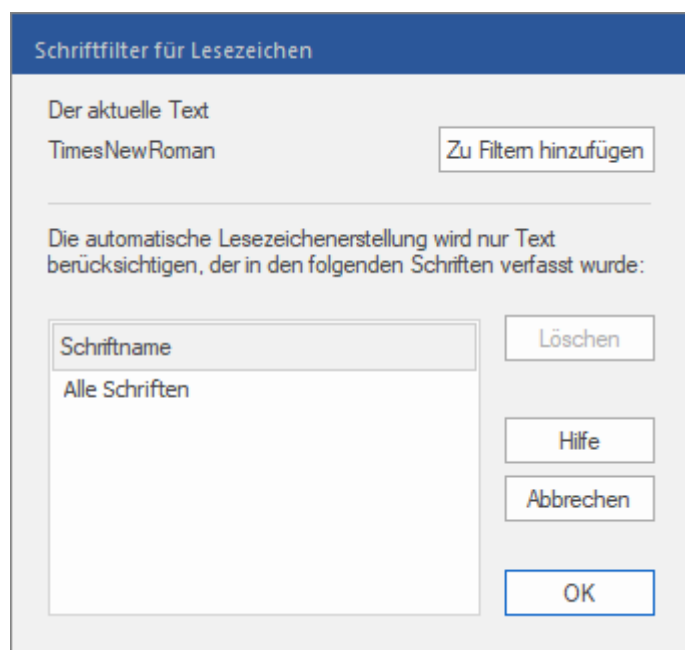 Schriftfilter für Lesezeichen
Der aktuelle Text
TimesNewRoman
Zu Filtern hinzufügen
Die automatische Lesezeichenerstellung wird nur Text
berücksichtigen, der in den folgenden Schriften verfasst wurde:
Schriftname
Löschen
Alle Schriften
Hilfe
Abbrechen
OK